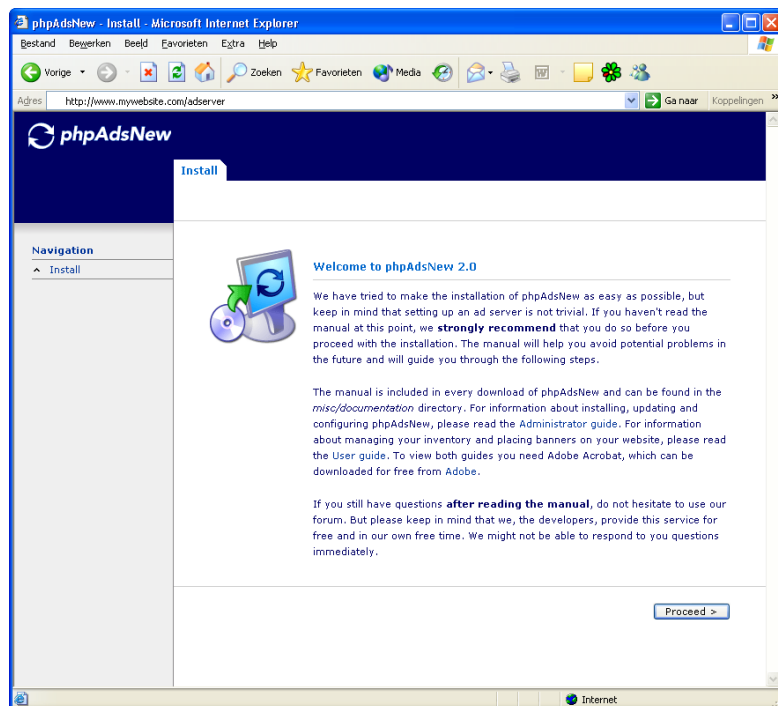 phpAdsNew - Install - Microsoft Internet Explorer
Bestand Bewerken Beeld Favorieten Extra Help
Vorige Zoeken Favorieten Media
Adres http://www.mywebsite.com/adserver Ga naar Koppelingen »
phpAdsNew
Install
Navigation
Install
Welcome to phpAdsNew 2.0
We have tried to make the installation of phpAdsNew as easy as possible, but
keep in mind that setting up an ad server is not trivial. If you haven't read the
manual at this point, we strongly recommend that you do so before you
proceed with the installation. The manual will help you avoid potential problems in
the future and will guide you through the following steps.
The manual is included in every download of phpAdsNew and can be found in the
misc/documentation directory. For information about installing, updating and
configuring phpAdsNew, please read the Administrator guide. For information
about managing your inventory and placing banners on your website, please read
the User guide. To view both guides you need Adobe Acrobat, which can be
downloaded for free from Adobe.
If you still have questions after reading the manual, do not hesitate to use our
forum. But please keep in mind that we, the developers, provide this service for
free and in our own free time. We might not be able to respond to you questions
immediately.
Proceed >
Internet